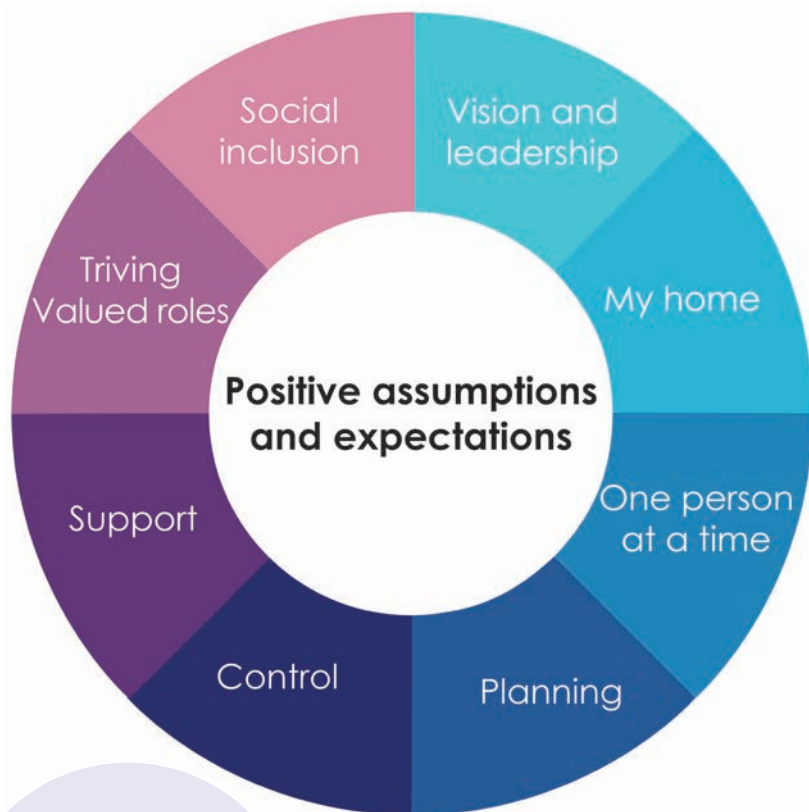 Social
inclusion
Vision and
leadership
My home
One person
at a time
Planning
Control
Support
Triving
Valued roles
Positive assumptions
and expectations